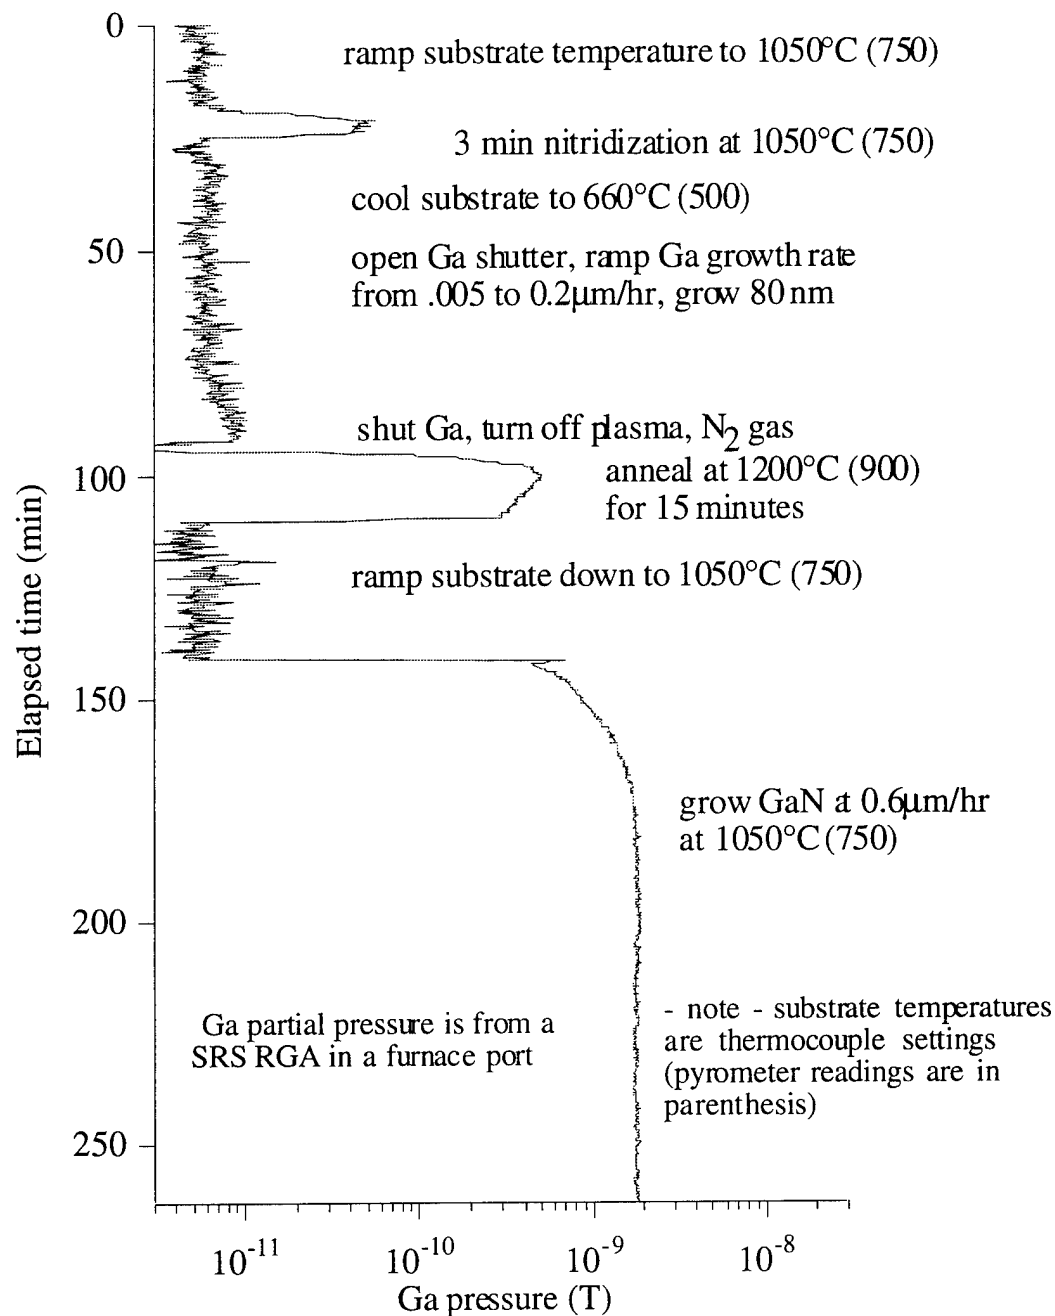 0
ramp substrate temperature to 1050°C (750)
3 min nitridization at 1050°C (750)
cool substrate to 660°C (500)
50
open Ga shutter, ramp Ga growth rate
from .005 to 0.2µm/hr, grow 80 nm
shut Ga, turn off plasma, N2 gas
anneal at 1200°C (900)
100
for 15 minutes
ramp substrate down to 1050°C (750)
Elapsed time (min)
150
grow GaN at 0.6µm/hr
at 1050°C (750)
200
Ga partial pressure is from a
SRS RGA in a furnace port
- note - substrate temperatures
are thermocouple settings
(pyrometer readings are in
parenthesis)
250
10-11 10-10 10-9 10-8
Ga pressure (T)